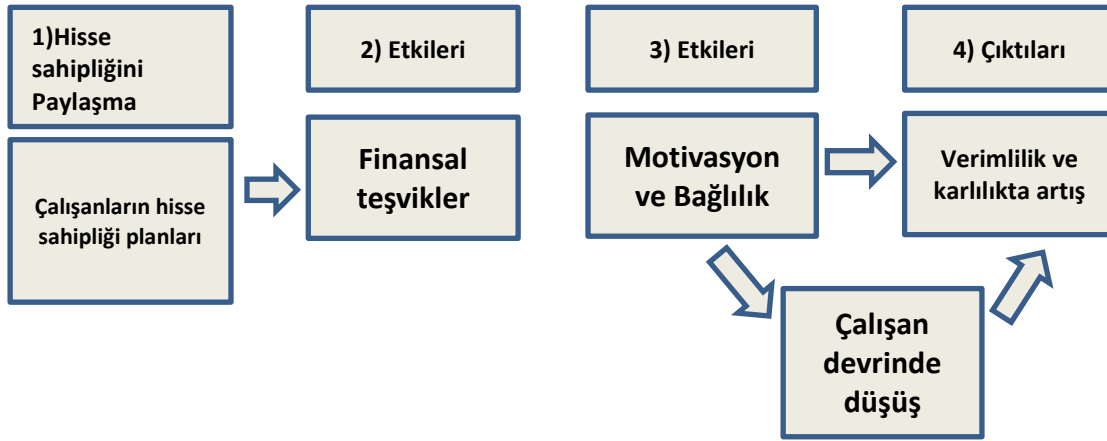 1)Hisse
sahipliğini
Paylaşma
2) Etkileri
3) Etkileri
4) Çıktıları
Çalışanların hisse
sahipliği planları
Finansal
teşvikler
Motivasyon
ve Bağlılık
Verimlilik ve
karlılıkta artış
Çalışan
devrinde
düşüş